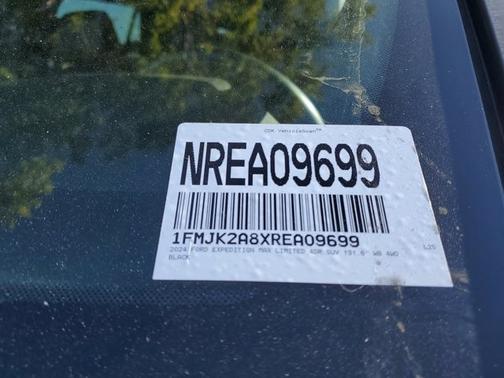 CDK VehicleScan™
NREA09699
1FMJK2A8XREA09699
2024 FORD EXPEDITION MAX LIMITED 4DR SUV 131.6" WB 4WD
BLACK